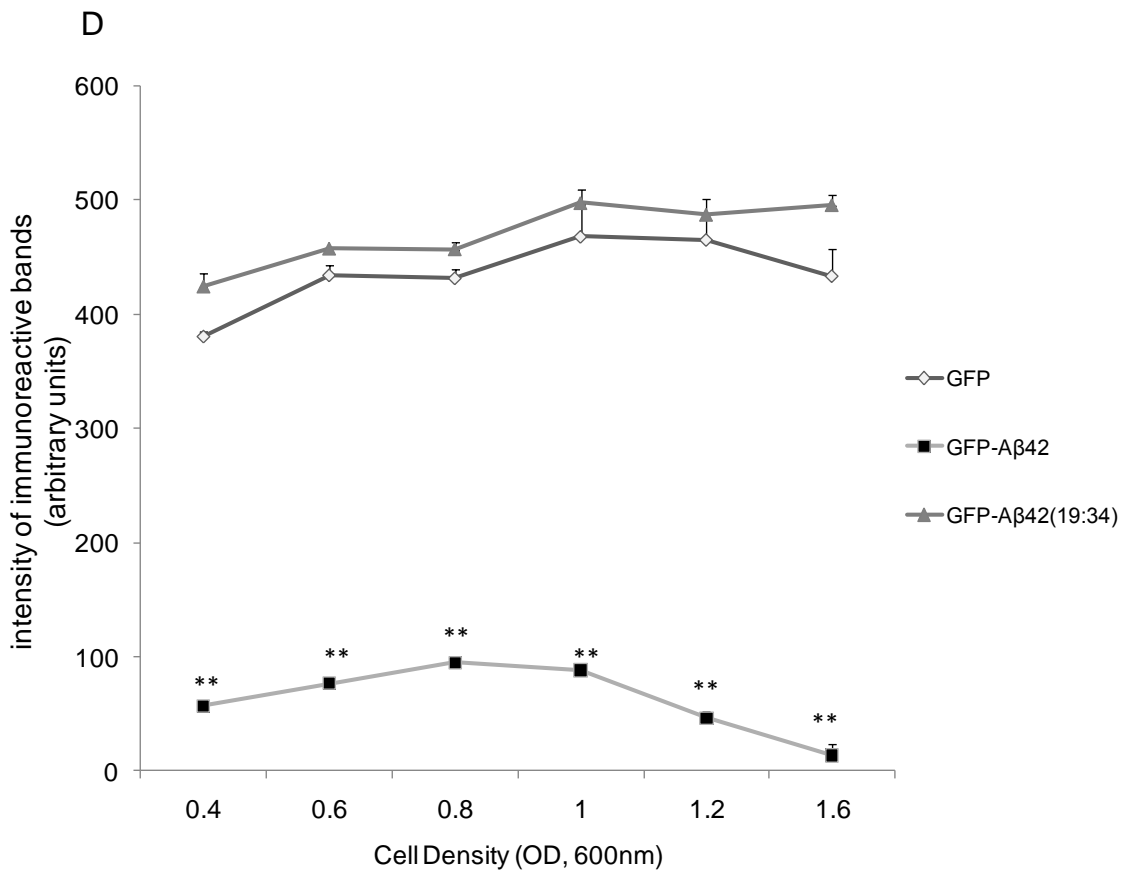 D
600
500
400
300
200
100
0
intensity of immunoreactive bands
(arbitrary units)
**
**
**
**
**
**
0.4
0.6
0.8
1
1.2
1.6
Cell Density (OD, 600nm)
GFP
GFP-Aβ42
GFP-Aβ42(19:34)